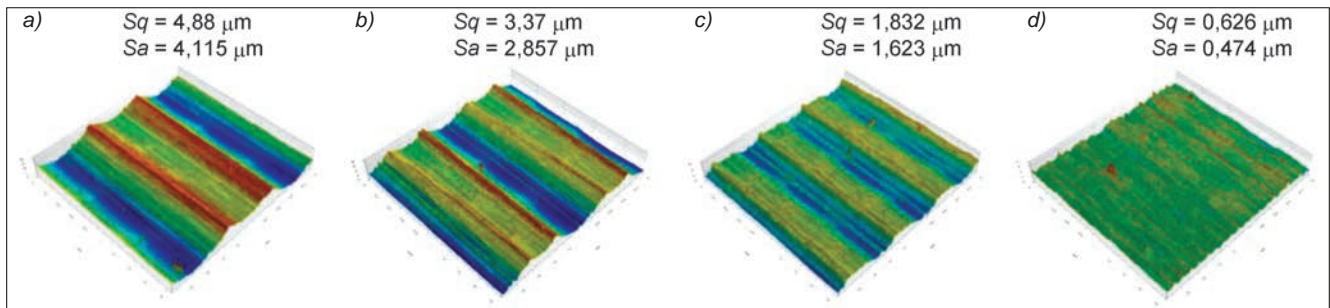 a) Sq = 4,88 μm
Sa = 4,115 μm
b) Sq = 3,37 μm
Sa = 2,857 μm
c) Sq = 1,832 μm
Sa = 1,623 μm
d) Sq = 0,626 μm
Sa = 0,474 μm